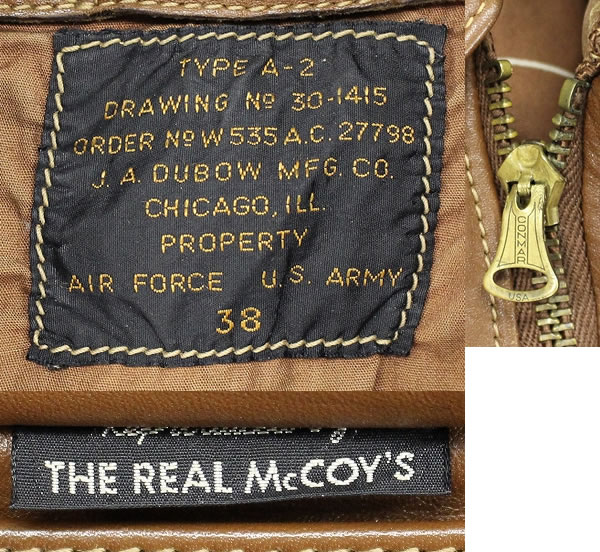 TYPE A-2
DRAWING Nº 30-1415
ORDER Nº W535 A.C. 27798
J. A. DUBOW MFG. CO.
CHICAGO, ILL.
PROPERTY
AIR FORCE U. S. ARMY
38
CONMAR
USA
THE REAL McCOY'S